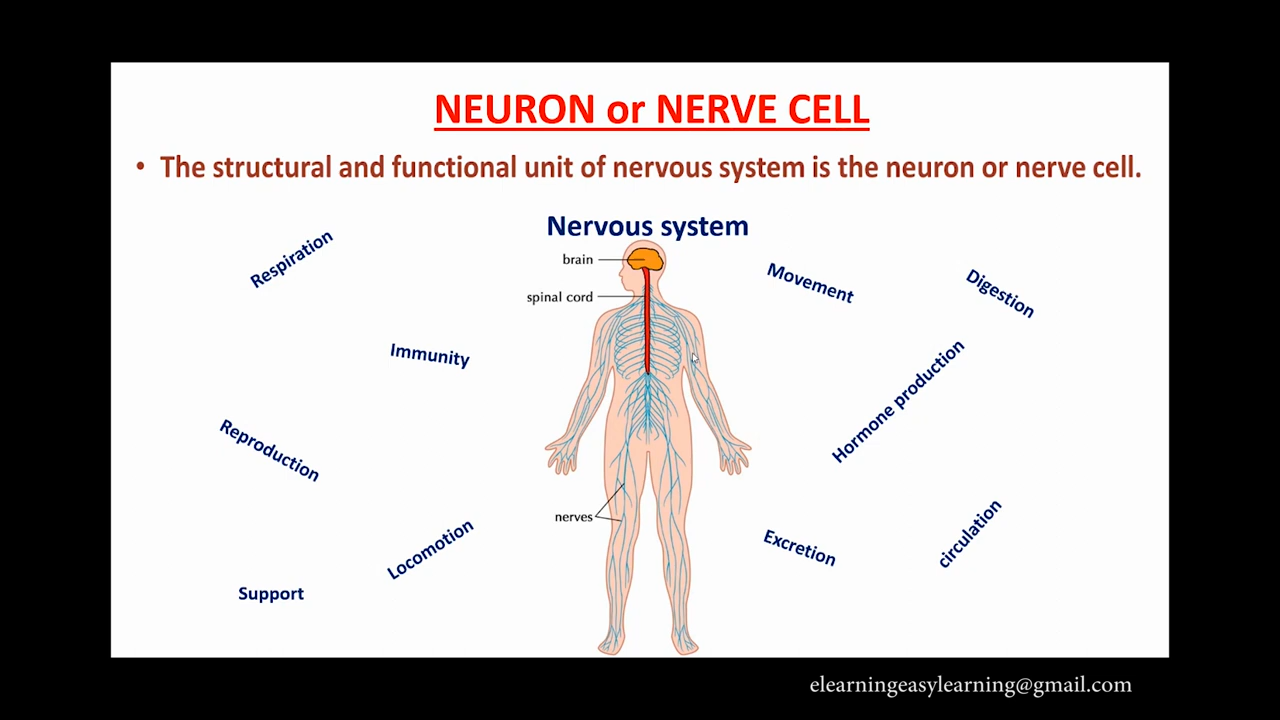 NEURON or NERVE CELL
• The structural and functional unit of nervous system is the neuron or nerve cell.
Nervous system
Respiration
brain
Movement
Digestion
spinal cord
Immunity
Hormone production
Reproduction
nerves
Locomotion
Excretion
circulation
Support
elearningeasylearning@gmail.com